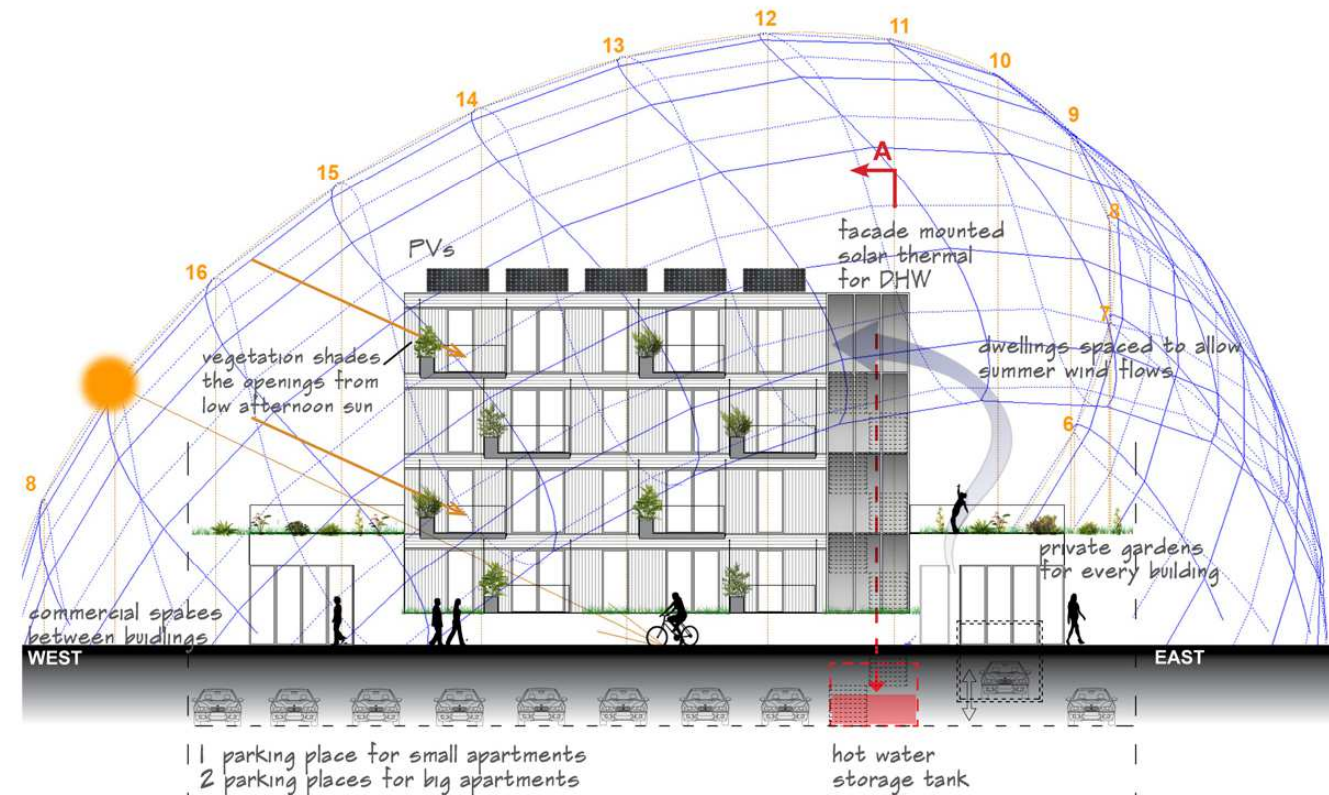 12
11
13
10
14
9
A
15
8
facade mounted
solar thermal
for DHW
PVs
16
7
vegetation shades
the openings from
low afternoon sun
dwellings spaced to allow
summer wind flows
6
8
private gardens
for every building
commercial spaces
between buidlings
WEST
EAST
1 parking place for small apartments
2 parking places for big apartments
hot water
storage tank